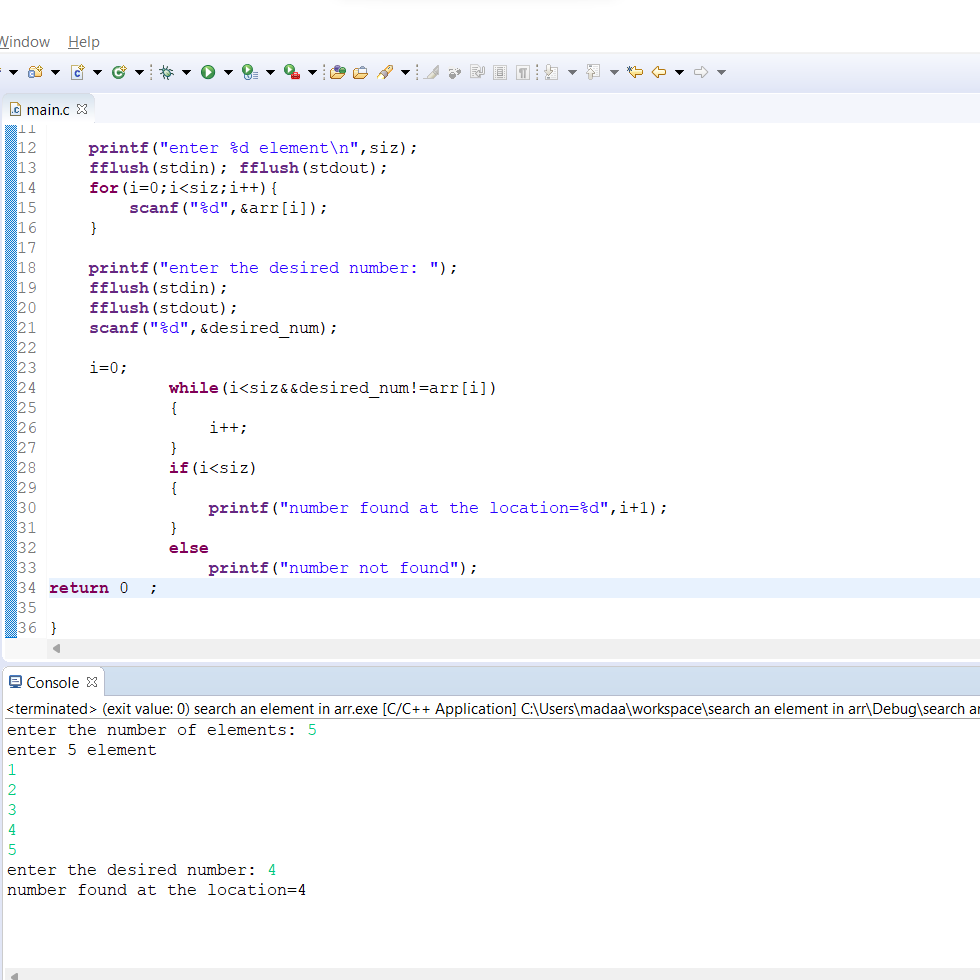 Window Help
main.c
11
12 printf("enter %d element\n",siz);
13 fflush(stdin); fflush(stdout);
14 for(i=0;i<siz;i++){
15 scanf("%d",&arr[i]);
16 }
17
18 printf("enter the desired number: ");
19 fflush(stdin);
20 fflush(stdout);
21 scanf("%d",&desired_num);
22
23 i=0;
24 while(i<siz&&desired_num!=arr[i])
25 {
26 i++;
27 }
28 if(i<siz)
29 {
30 printf("number found at the location=%d",i+1);
31 }
32 else
33 printf("number not found");
34 return 0 ;
35
36 }
Console
<terminated> (exit value: 0) search an element in arr.exe [C/C++ Application] C:\Users\madaa\workspace\search an element in arr\Debug\search ar
enter the number of elements: 5
enter 5 element
1
2
3
4
5
enter the desired number: 4
number found at the location=4